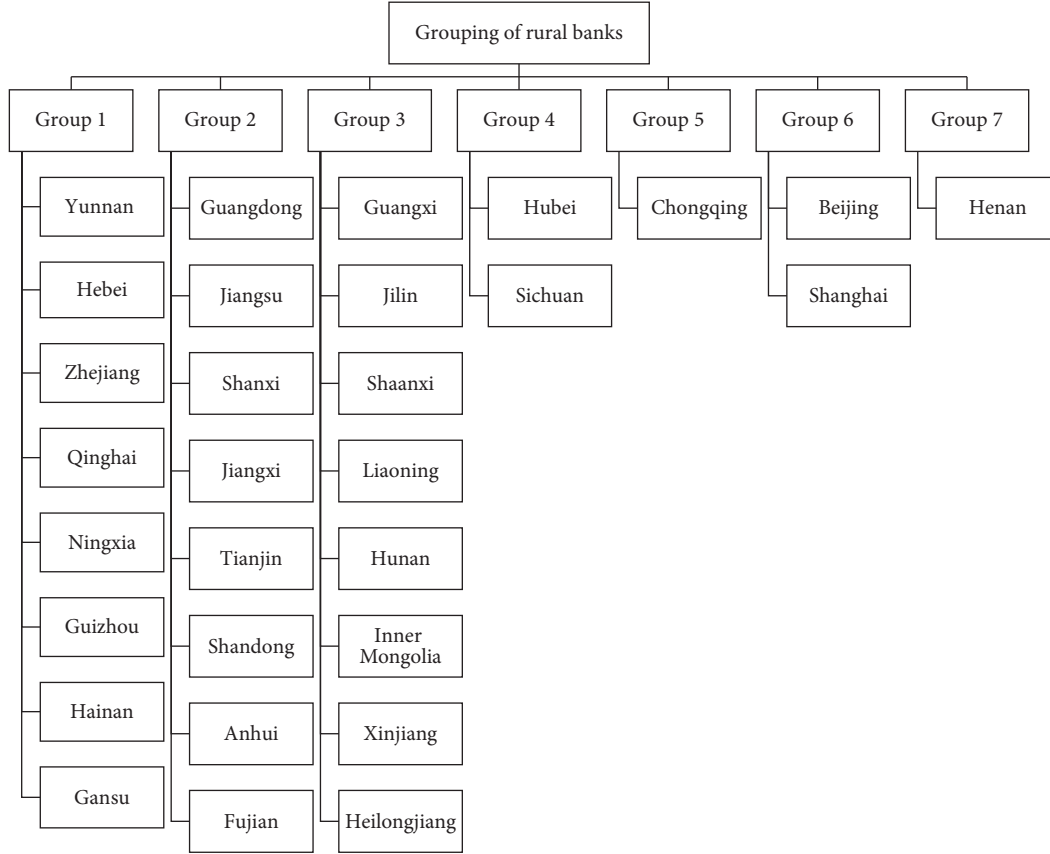 Grouping of rural banks
Group 1
Yunnan
Hebei
Zhejiang
Qinghai
Ningxia
Guizhou
Hainan
Gansu
Group 2
Guangdong
Jiangsu
Shanxi
Jiangxi
Tianjin
Shandong
Anhui
Fujian
Group 3
Guangxi
Jilin
Shaanxi
Liaoning
Hunan
Inner
Mongolia
Xinjiang
Heilongjiang
Group 4
Hubei
Sichuan
Group 5
Chongqing
Group 6
Beijing
Shanghai
Group 7
Henan